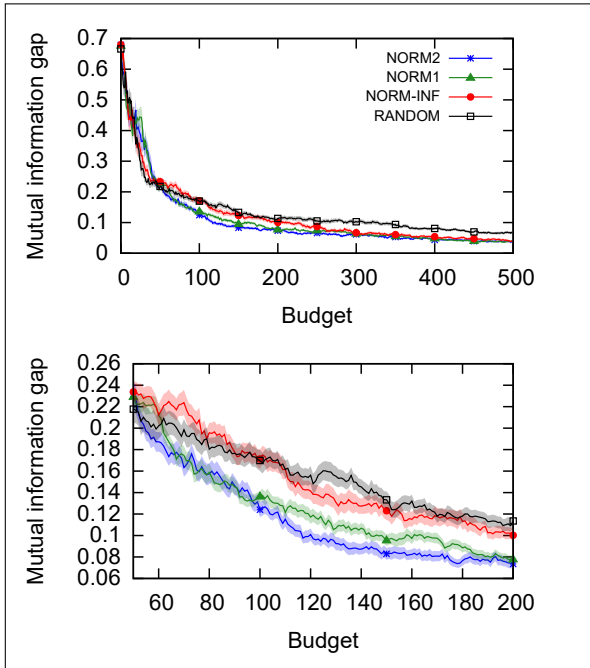 Mutual information gap
0.7
0.6
0.5
0.4
0.3
0.2
0.1
0
NORM2
NORM1
NORM-INF
RANDOM
0 100 200 300 400 500
Budget
Mutual information gap
0.26
0.24
0.22
0.2
0.18
0.16
0.14
0.12
0.1
0.08
0.06
60 80 100 120 140 160 180 200
Budget